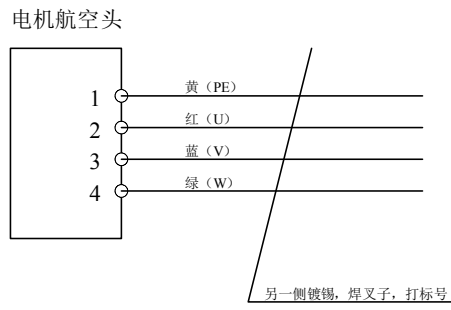 电机航空头
1 黄（PE）
2 红（U）
3 蓝（V）
4 绿（W）
另一侧镀锡，焊叉子，打标号